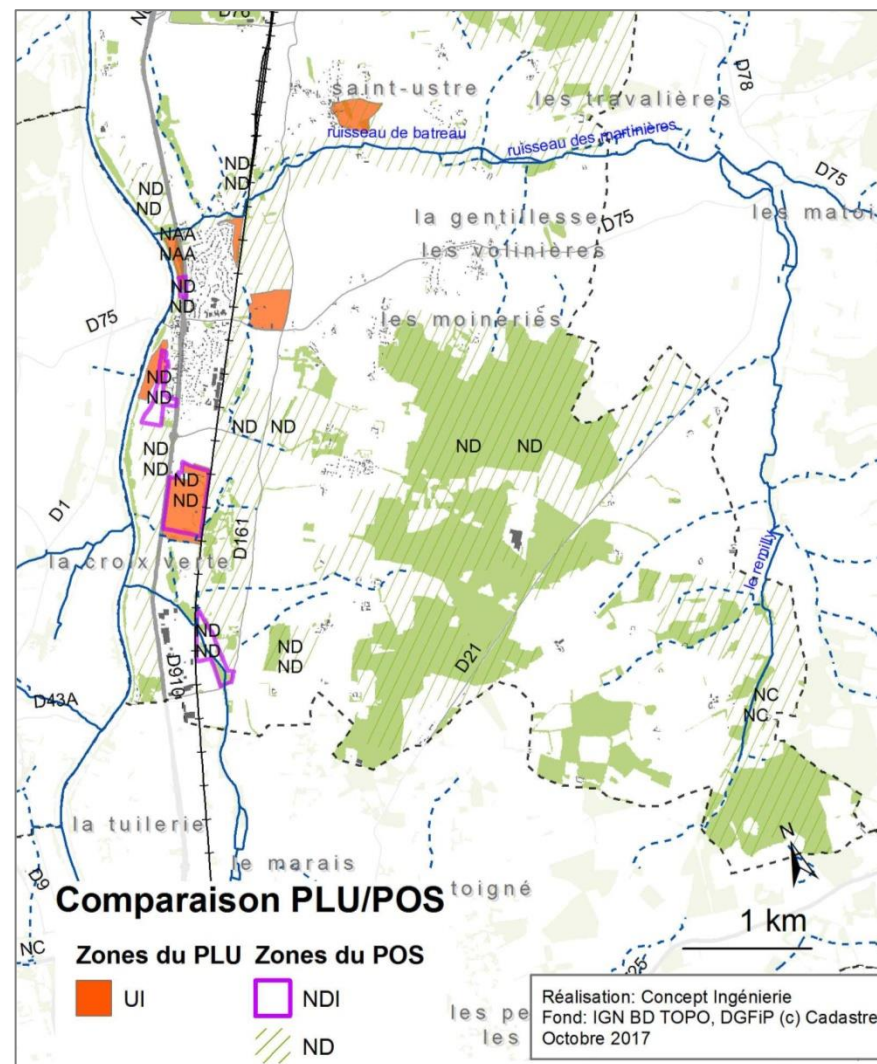 D78
saint-ustre
les travalières
ruisseau de batreau
ruisseau des martinières
D75
ND
ND
ND
ND
les matoi
la gentillesse
D75
NAA
NAA
les volinières
ND
ND
D75
les moineries
ND
ND
ND
ND
ND
ND
ND
ND
ND
ND
D1
D161
la croix verte
le remilly
ND
ND
ND
ND
D910
D21
D43A
NC
NC
la tuilerie
N
le marais
D9
toigné
Comparaison PLU/POS
1 km
Zones du PLU
Zones du POS
NC
UI
NDI
ND
les pe
les
Réalisation: Concept Ingénierie
Fond: IGN BD TOPO, DGFiP (c) Cadastre
Octobre 2017